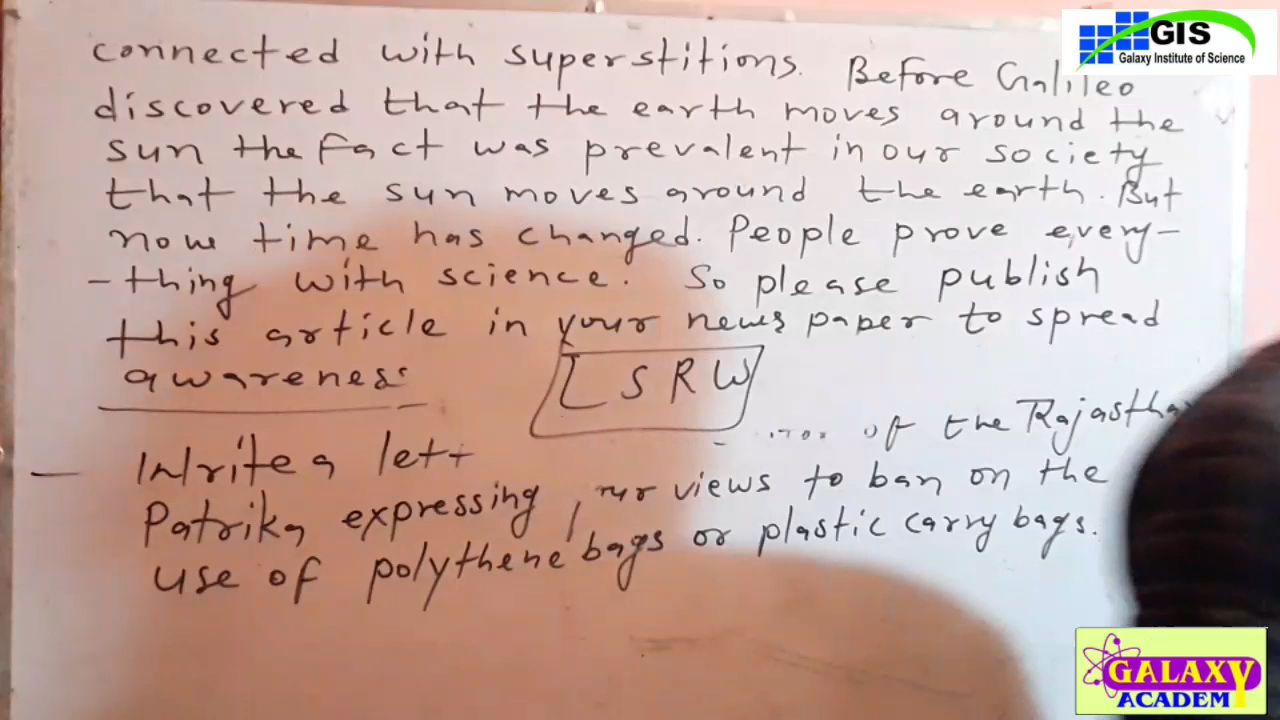 GIS
Galaxy Institute of Science
connected with superstitions. Before Galileo
discovered that the earth moves around the
sun the fact was prevalent in our society
that the sun moves around the earth. But
now time has changed. People prove every-
-thing with science. So please publish
this article in your news paper to spread
awareness
LSRW
of the Rajasthan
Write a lett
Patrika expressing your views to ban on the
use of polythene bags or plastic carry bags.
GALAXY
ACADEM